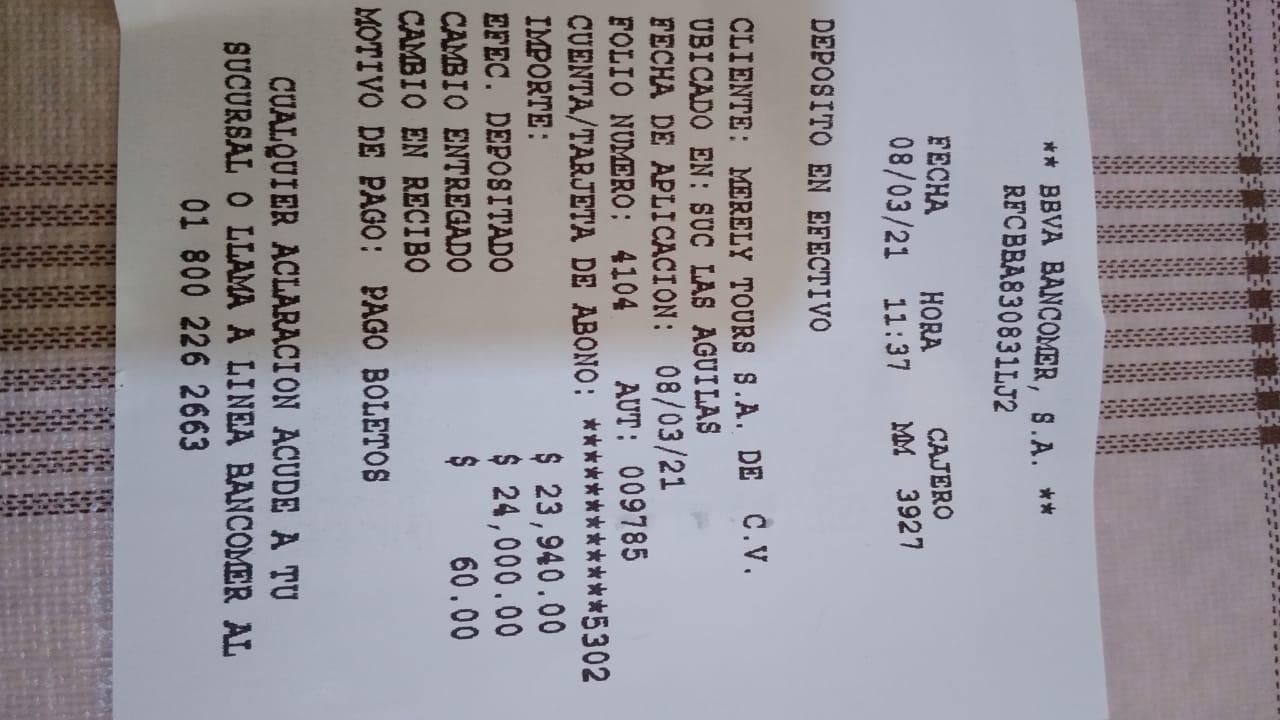 ** BBVA BANCOMER, S.A. **
RFCBBA830831LJ2
FECHA HORA CAJERO
08/03/21 11:37 MM 3927
DEPOSITO EN EFECTIVO
CLIENTE: MERELY TOURS S.A. DE C.V.
UBICADO EN: SUC LAS AGUILAS
FECHA DE APLICACION: 08/03/21
FOLIO NUMERO: 4104 AUT: 009785
CUENTA/TARJETA DE ABONO: ************5302
IMPORTE: $ 23,940.00
EFEC. DEPOSITADO $ 24,000.00
CAMBIO ENTREGADO $ 60.00
CAMBIO EN RECIBO
MOTIVO DE PAGO: PAGO BOLETOS
CUALQUIER ACLARACION ACUDE A TU
SUCURSAL O LLAMA A LINEA BANCOMER AL
01 800 226 2663